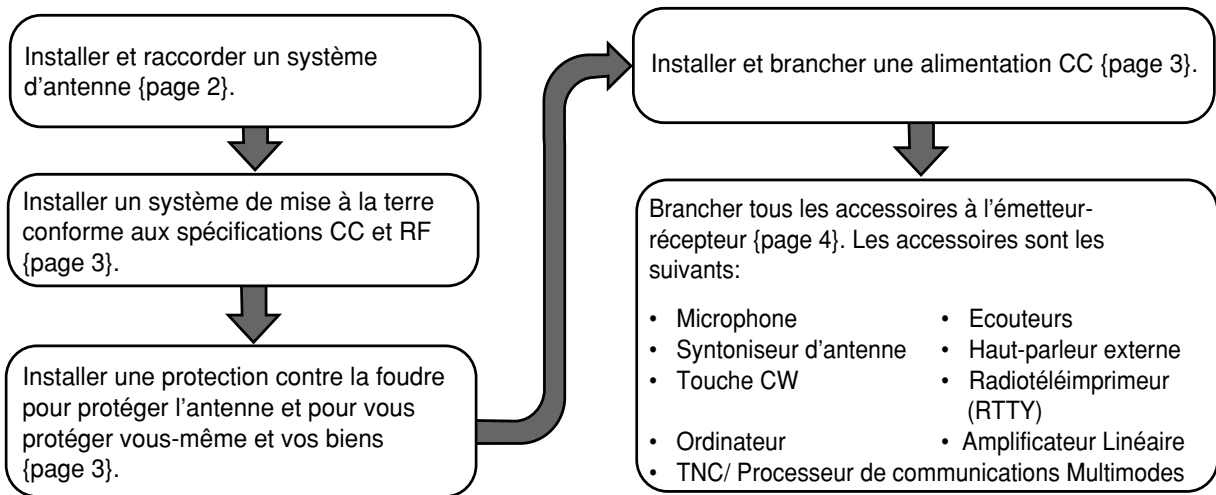 Installer et raccorder un système
d'antenne {page 2}.
Installer un système de mise à la terre
conforme aux spécifications CC et RF
{page 3}.
Installer une protection contre la foudre
pour protéger l'antenne et pour vous
protéger vous-même et vos biens
{page 3}.
Installer et brancher une alimentation CC {page 3}.
Brancher tous les accessoires à l'émetteur-
récepteur {page 4}. Les accessoires sont les
suivants:
• Microphone
• Ecouteurs
• Syntoniseur d'antenne
• Haut-parleur externe
• Touche CW
• Radiotéléimprimeur
(RTTY)
• Ordinateur
• Amplificateur Linéaire
• TNC/ Processeur de communications Multimodes